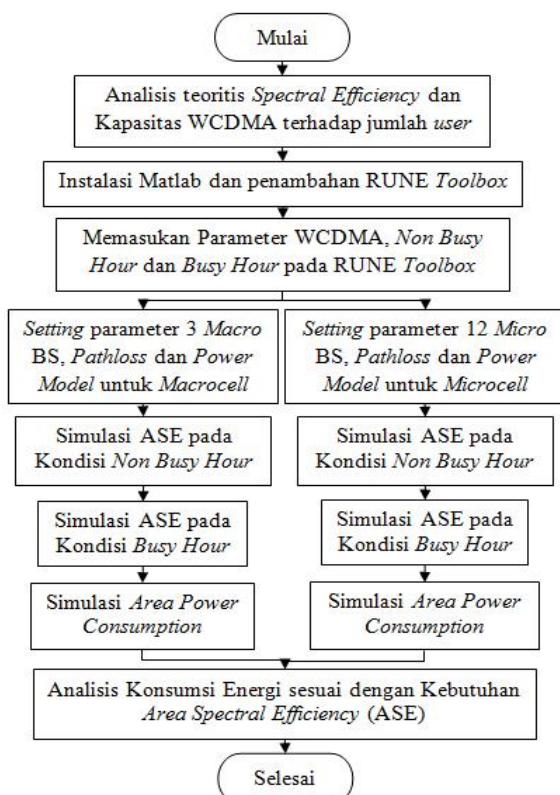 Mulai
Analisis teoritis Spectral Efficiency dan
Kapasitas WCDMA terhadap jumlah user
Instalasi Matlab dan penambahan RUNE Toolbox
Memasukan Parameter WCDMA, Non Busy
Hour dan Busy Hour pada RUNE Toolbox
Setting parameter 3 Macro
BS, Pathloss dan Power
Model untuk Macrocell
Simulasi ASE pada
Kondisi Non Busy Hour
Simulasi ASE pada
Kondisi Busy Hour
Simulasi Area Power
Consumption
Setting parameter 12 Micro
BS, Pathloss dan Power
Model untuk Microcell
Simulasi ASE pada
Kondisi Non Busy Hour
Simulasi ASE pada
Kondisi Busy Hour
Simulasi Area Power
Consumption
Analisis Konsumsi Energi sesuai dengan Kebutuhan
Area Spectral Efficiency (ASE)
Selesai